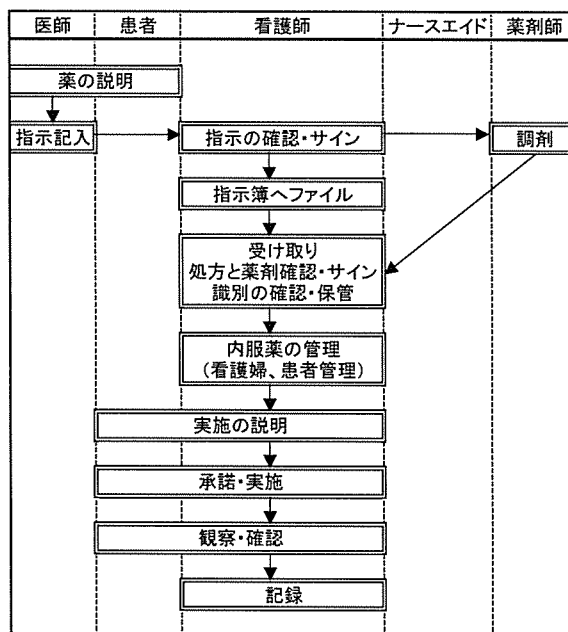 医師 患者 看護師 ナースエイド 薬剤師
薬の説明
指示記入 指示の確認・サイン 調剤
指示簿へファイル
受け取り
処方と薬剤確認・サイン
識別の確認・保管
内服薬の管理
(看護婦、患者管理)
実施の説明
承諾・実施
観察・確認
記録